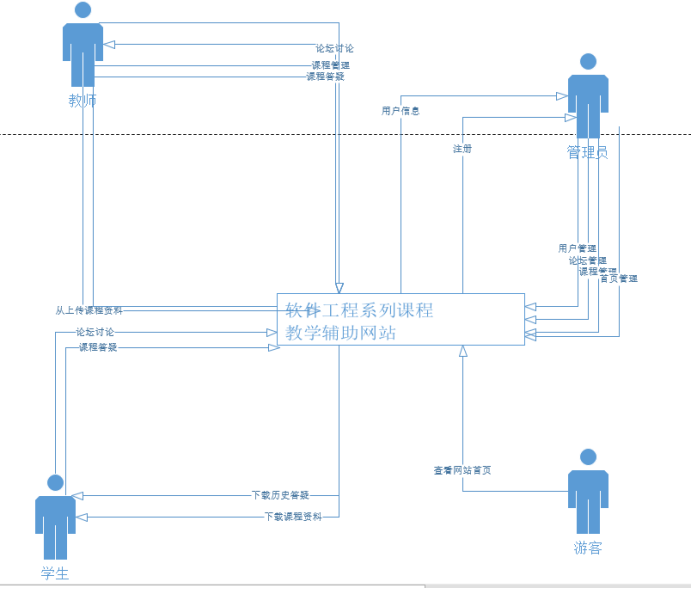 论坛讨论
课程管理
课程答疑
教师
用户信息
注册
管理员
用户管理
论坛管理
课程管理
首页管理
从上传课程资料
软件工程系列课程
教学辅助网站
论坛讨论
课程答疑
查看网站首页
下载历史答疑
下载课程资料
游客
学生